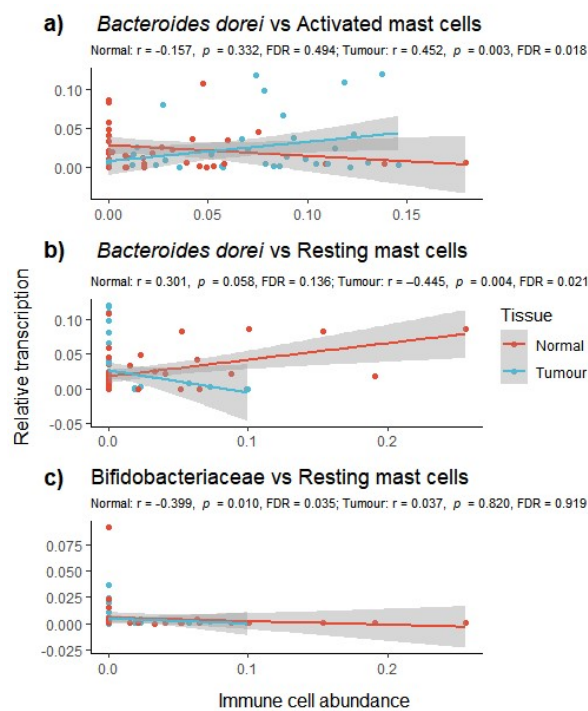 a) Bacteroides dorei vs Activated mast cells
Normal: r = -0.157, p = 0.332, FDR = 0.494; Tumour: r = 0.452, p = 0.003, FDR = 0.018
0.10
0.05
0.00
0.00 0.05 0.10 0.15
b) Bacteroides dorei vs Resting mast cells
Normal: r = 0.301, p = 0.058, FDR = 0.136; Tumour: r = −0.445, p = 0.004, FDR = 0.021
Relative transcription
0.10
0.05
0.00
-0.05
0.0 0.1 0.2
Tissue
Normal
Tumour
c) Bifidobacteriaceae vs Resting mast cells
Normal: r = −0.399, p = 0.010, FDR = 0.035; Tumour: r = 0.037, p = 0.820, FDR = 0.919
0.075
0.050
0.025
0.000
-0.025
0.0 0.1 0.2
Immune cell abundance